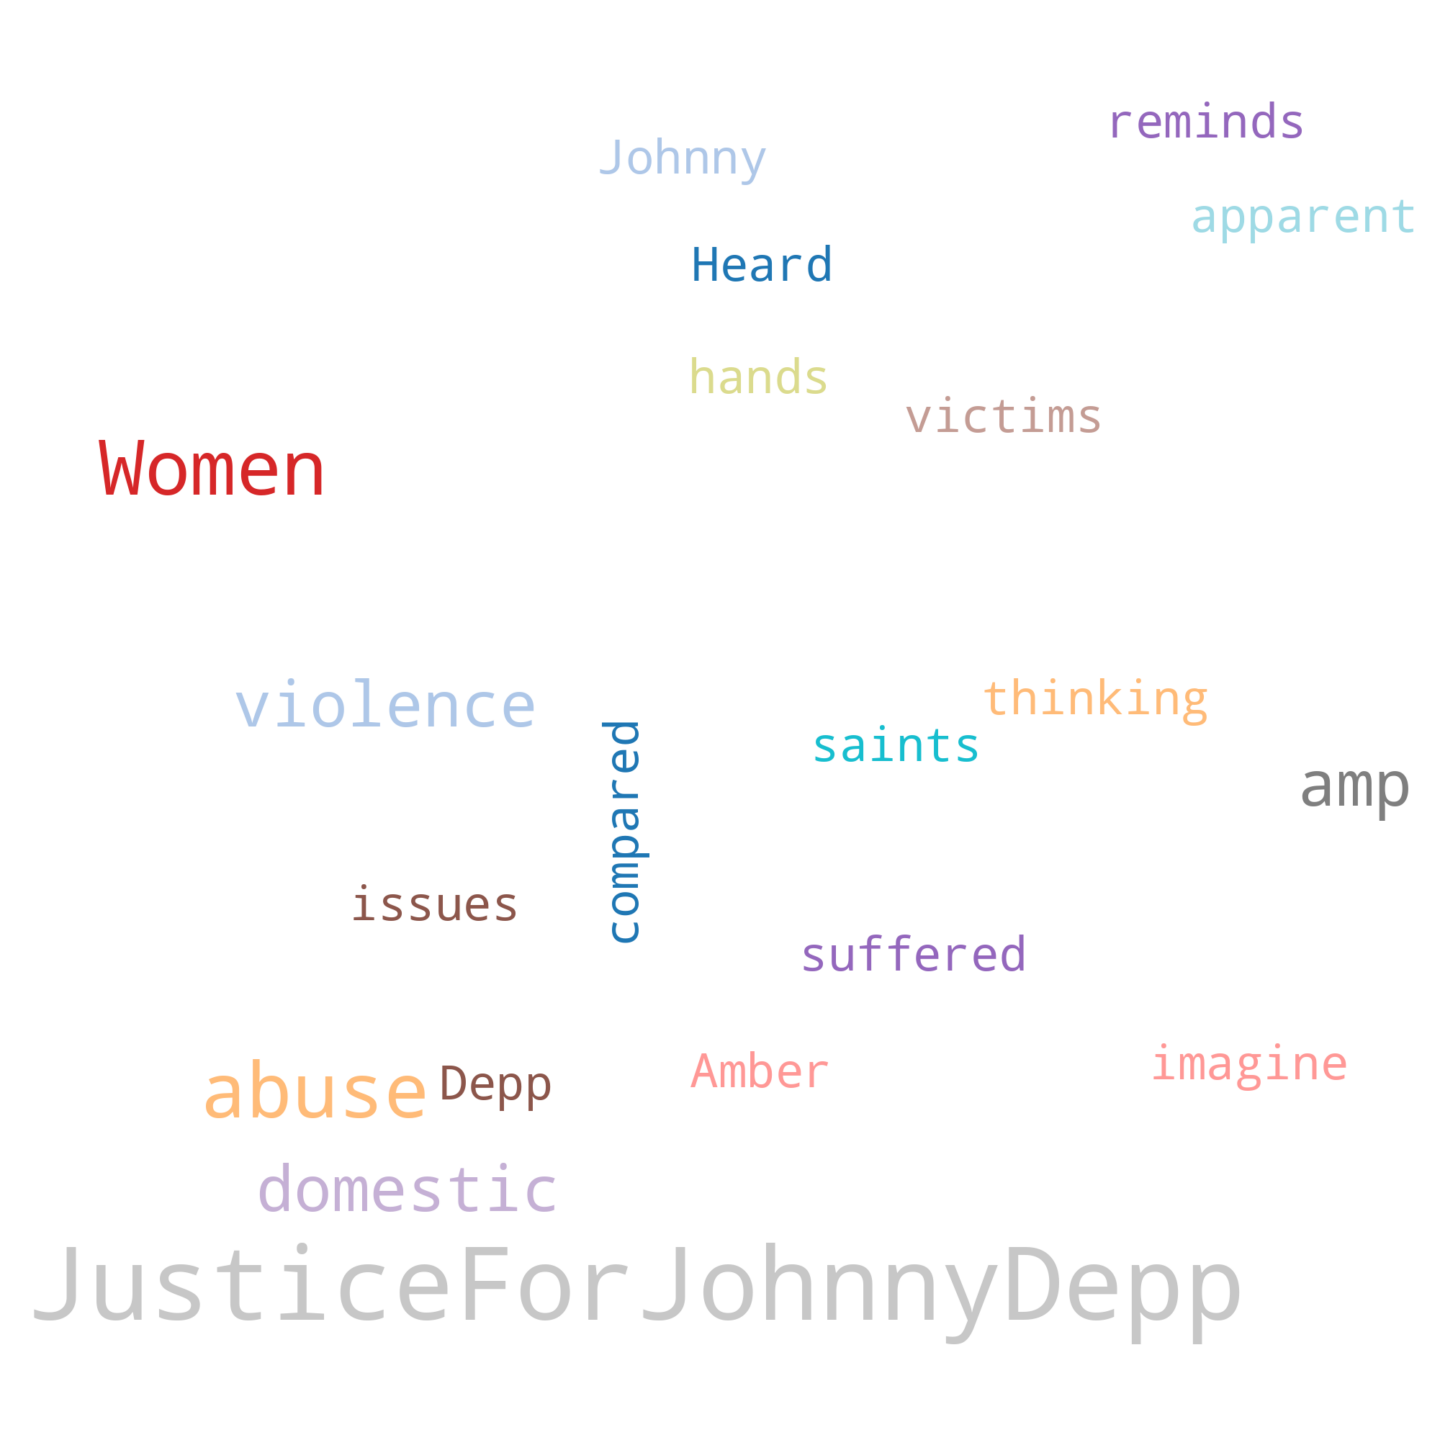 reminds
Johnny
apparent
Heard
hands
victims
Women
violence
thinking
saints
compared
amp
issues
suffered
imagine
Amber
abuse
Depp
domestic
JusticeForJohnnyDepp